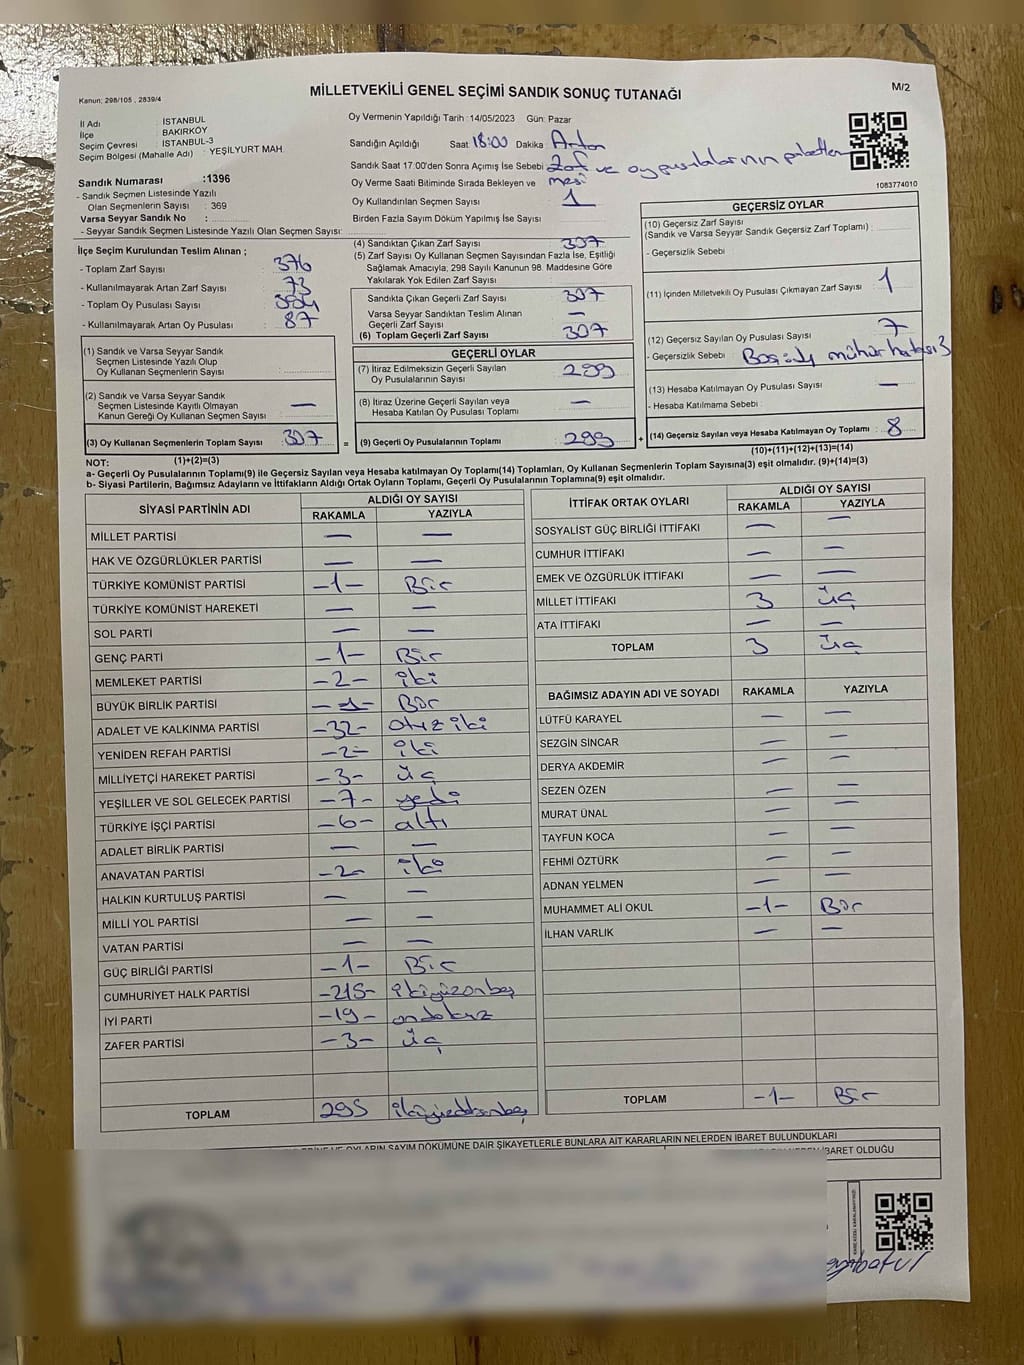 MİLLETVEKİLİ GENEL SEÇİMİ SANDIK SONUÇ TUTANAĞI
M/2
Kanun: 298/105 , 2839/4
İl Adı : İSTANBUL
İlçe : BAKIRKÖY
Seçim Çevresi : İSTANBUL-3
Seçim Bölgesi (Mahalle Adı) : YEŞİLYURT MAH.
Sandık Numarası :1396
- Sandık Seçmen Listesinde Yazılı
Olan Seçmenlerin Sayısı : 369
Varsa Seyyar Sandık No :
- Seyyar Sandık Seçmen Listesinde Yazılı Olan Seçmen Sayısı:
Oy Vermenin Yapıldığı Tarih :14/05/2023 Gün: Pazar
Sandığın Açıldığı Saat 18:00 Dakika Artan
Sandık Saat 17:00'den Sonra Açımış İse Sebebi Zarf ve oy pusulalarının paketlen
Oy Verme Saati Bitiminde Sırada Bekleyen ve mesi
Oy Kullandırılan Seçmen Sayısı 1
Birden Fazla Sayım Döküm Yapılmış İse Sayısı
1083774010
İlçe Seçim Kurulundan Teslim Alınan ;
- Toplam Zarf Sayısı : 376
- Kullanılmayarak Artan Zarf Sayısı : 73
- Toplam Oy Pusulası Sayısı :
- Kullanılmayarak Artan Oy Pusulası : 87
(1) Sandık ve Varsa Seyyar Sandık
Seçmen Listesinde Yazılı Olup
Oy Kullanan Seçmenlerin Sayısı :
(2) Sandık ve Varsa Seyyar Sandık
Seçmen Listesinde Kayıtlı Olmayan
Kanun Gereği Oy Kullanan Seçmen Sayısı : —
(3) Oy Kullanan Seçmenlerin Toplam Sayısı : 307
(1)+(2)=(3)
(4) Sandıktan Çıkan Zarf Sayısı : 307
(5) Zarf Sayısı Oy Kullanan Seçmen Sayısından Fazla İse, Eşitliği
Sağlamak Amacıyla, 298 Sayılı Kanunun 98. Maddesine Göre
Yakılarak Yok Edilen Zarf Sayısı :
Sandıkta Çıkan Geçerli Zarf Sayısı : 307
Varsa Seyyar Sandıktan Teslim Alınan
Geçerli Zarf Sayısı : —
(6) Toplam Geçerli Zarf Sayısı : 307
GEÇERLİ OYLAR
(7) İtiraz Edilmeksizin Geçerli Sayılan
Oy Pusulalarının Sayısı : 299
(8) İtiraz Üzerine Geçerli Sayılan veya
Hesaba Katılan Oy Pusulası Toplamı : —
= (9) Geçerli Oy Pusulalarının Toplamı : 299
GEÇERSİZ OYLAR
(10) Geçersiz Zarf Sayısı
(Sandık ve Varsa Seyyar Sandık Geçersiz Zarf Toplamı) :
- Geçersizlik Sebebi
(11) İçinden Milletvekili Oy Pusulası Çıkmayan Zarf Sayısı : 1
(12) Geçersiz Sayılan Oy Pusulası Sayısı : 7
- Geçersizlik Sebebi : mühür hatası 3
(13) Hesaba Katılmayan Oy Pusulası Sayısı : —
- Hesaba Katılmama Sebebi :
+ (14) Geçersiz Sayılan veya Hesaba Katılmayan Oy Toplamı : 8
(10)+(11)+(12)+(13)=(14)
NOT:
a- Geçerli Oy Pusulalarının Toplamı(9) ile Geçersiz Sayılan veya Hesaba katılmayan Oy Toplamı(14) Toplamları, Oy Kullanan Seçmenlerin Toplam Sayısına(3) eşit olmalıdır. (9)+(14)=(3)
b- Siyasi Partilerin, Bağımsız Adayların ve İttifakların Aldığı Ortak Oyların Toplamı, Geçerli Oy Pusulalarının Toplamına(9) eşit olmalıdır.
SİYASİ PARTİNİN ADI
ALDIĞI OY SAYISI
RAKAMLA YAZIYLA
MİLLET PARTİSİ — —
HAK VE ÖZGÜRLÜKLER PARTİSİ — —
TÜRKİYE KOMÜNİST PARTİSİ -1- Bir
TÜRKİYE KOMÜNİST HAREKETİ — —
SOL PARTİ — —
GENÇ PARTİ -1- Bir
MEMLEKET PARTİSİ -2- iki
BÜYÜK BİRLİK PARTİSİ -1- Bir
ADALET VE KALKINMA PARTİSİ -32- otuz iki
YENİDEN REFAH PARTİSİ -2- iki
MİLLİYETÇİ HAREKET PARTİSİ -3- üç
YEŞİLLER VE SOL GELECEK PARTİSİ -7- yedi
TÜRKİYE İŞÇİ PARTİSİ -6- altı
ADALET BİRLİK PARTİSİ — —
ANAVATAN PARTİSİ -2- iki
HALKIN KURTULUŞ PARTİSİ — —
MİLLİ YOL PARTİSİ — —
VATAN PARTİSİ — —
GÜÇ BİRLİĞİ PARTİSİ -1- Bir
CUMHURİYET HALK PARTİSİ -215- ikiyüzonbeş
İYİ PARTİ -19- ondokuz
ZAFER PARTİSİ -3- üç
TOPLAM 295 ikiyüzdoksanbeş
İTTİFAK ORTAK OYLARI
ALDIĞI OY SAYISI
RAKAMLA YAZIYLA
SOSYALİST GÜÇ BİRLİĞİ İTTİFAKI — —
CUMHUR İTTİFAKI — —
EMEK VE ÖZGÜRLÜK İTTİFAKI — —
MİLLET İTTİFAKI 3 üç
ATA İTTİFAKI — —
TOPLAM 3 üç
BAĞIMSIZ ADAYIN ADI VE SOYADI RAKAMLA YAZIYLA
LÜTFÜ KARAYEL — —
SEZGİN SİNCAR — —
DERYA AKDEMİR — —
SEZEN ÖZEN — —
MURAT ÜNAL — —
TAYFUN KOCA — —
FEHMİ ÖZTÜRK — —
ADNAN YELMEN — —
MUHAMMET ALİ OKUL -1- Bir
İLHAN VARLIK — —
TOPLAM -1- Bir
VE OYLARIN SAYIM DÖKÜMÜNE DAİR ŞİKAYETLERLE BUNLARA AİT KARARLARIN NELERDEN İBARET BULUNDUKLARI
İBARET OLDUĞU